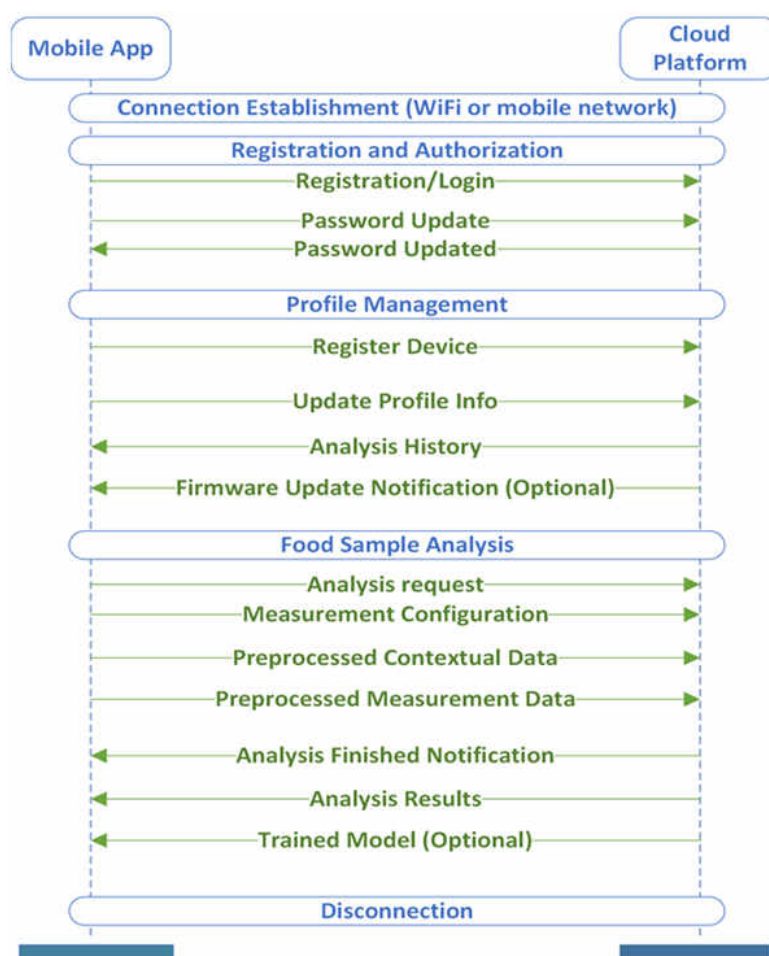 Mobile App
Cloud
Platform
Connection Establishment (WiFi or mobile network)
Registration and Authorization
Registration/Login
Password Update
Password Updated
Profile Management
Register Device
Update Profile Info
Analysis History
Firmware Update Notification (Optional)
Food Sample Analysis
Analysis request
Measurement Configuration
Preprocessed Contextual Data
Preprocessed Measurement Data
Analysis Finished Notification
Analysis Results
Trained Model (Optional)
Disconnection